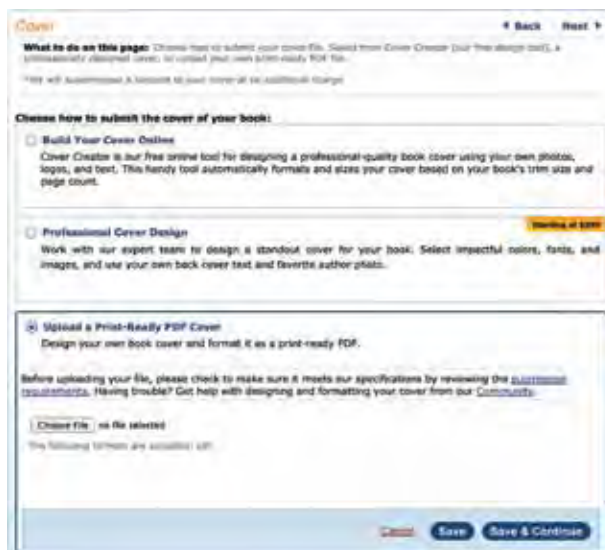 Cover
Back Next
What to do on this page: Choose how to submit your cover file. Select from Cover Creator (our free design tool), a
professionally designed cover, or upload your own print-ready PDF file.
*We will a barcode to your cover at no additional charge.
Choose how to submit the cover of your book:
Build Your Cover Online
Cover Creator is our free online tool for designing a professional-quality book cover using your own photos,
logos, and text. This handy tool automatically formats and sizes your cover based on your book's trim size and
page count.
Professional Cover Design
Starting at
Work with our expert team to design a standout cover for your book. Select impactful colors, fonts, and
images, and use your own back cover text and favorite author photo.
Upload a Print-Ready PDF Cover
Design your own book cover and format it as a print-ready PDF.
Before uploading your file, please check to make sure it meets our specifications by reviewing the submission
requirements. Having trouble? Get help with designing and formatting your cover from our Community.
Choose File no file selected
The following formats are accepted: pdf
Cancel Save Save & Continue